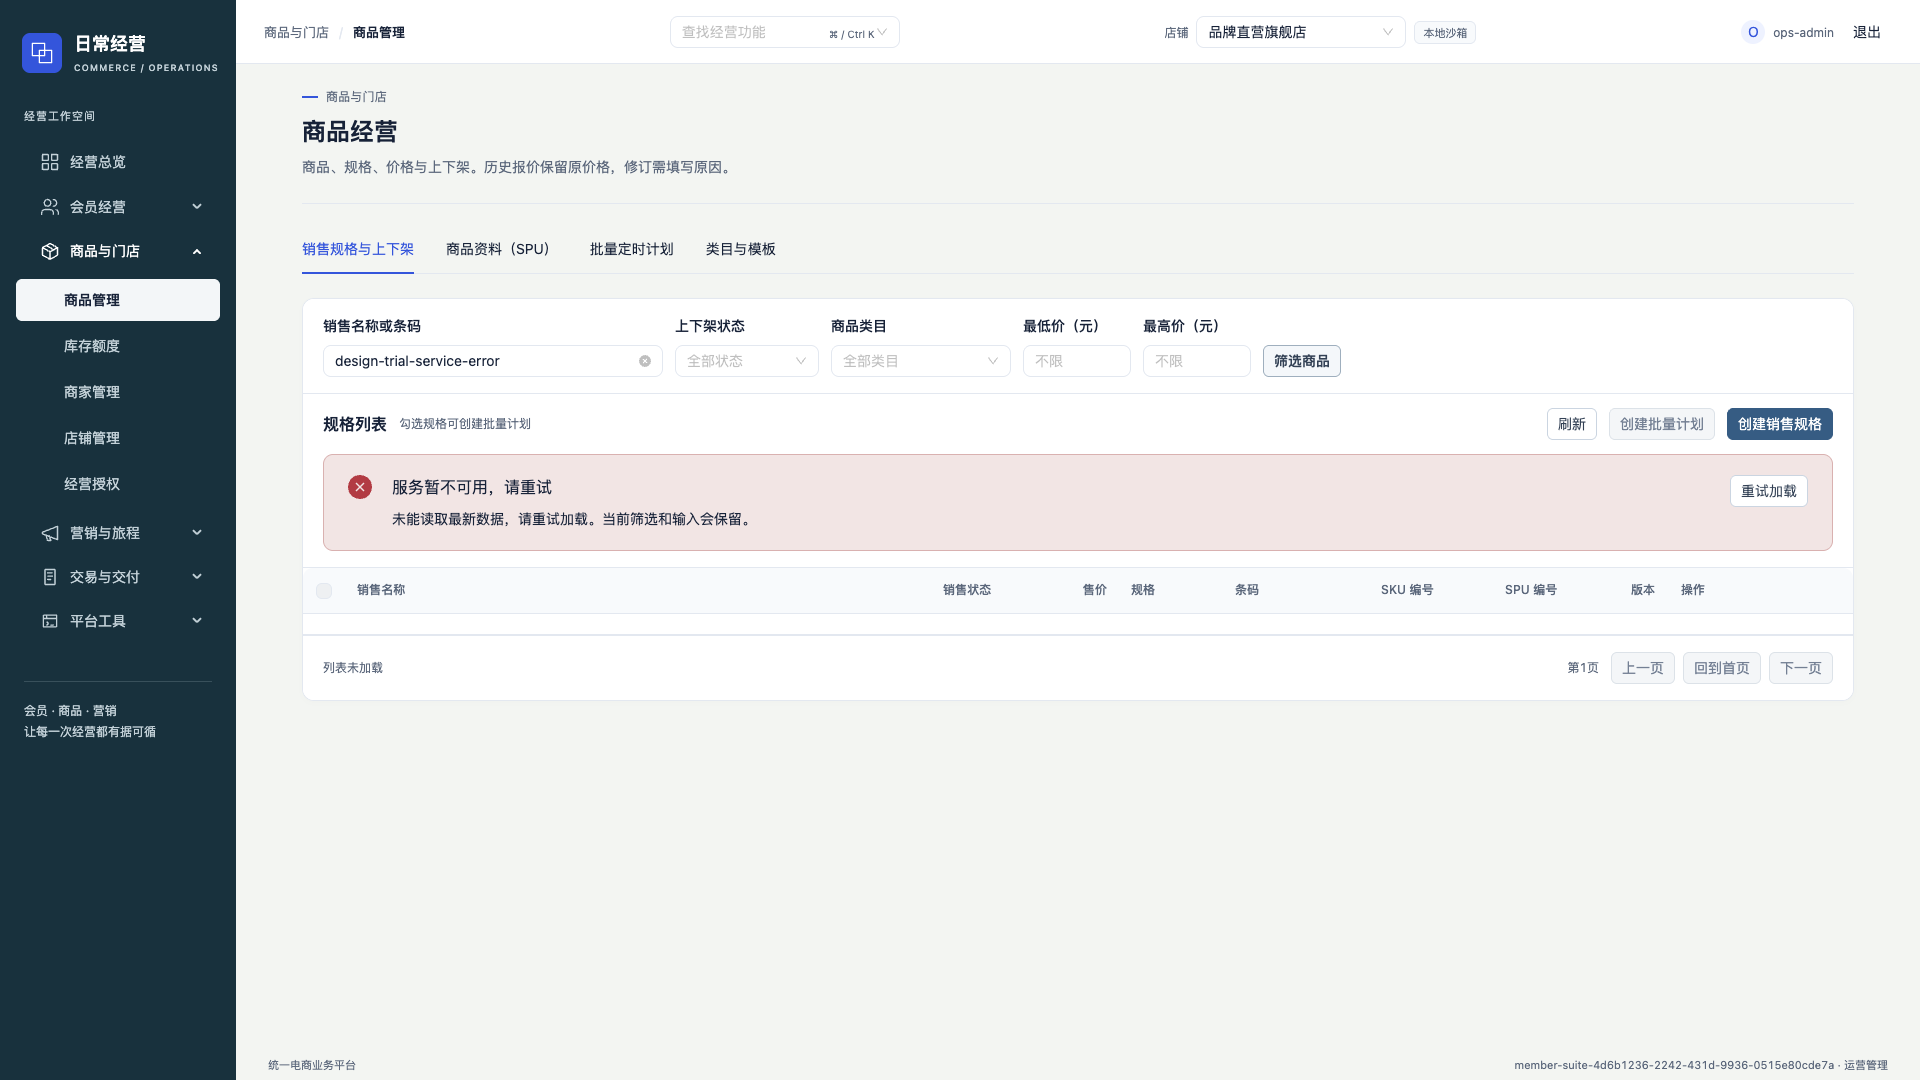 日常经营
COMMERCE / OPERATIONS
经营工作空间
经营总览
会员经营
商品与门店
商品管理
库存额度
商家管理
店铺管理
经营授权
营销与旅程
交易与交付
平台工具
会员 · 商品 · 营销
让每一次经营都有据可循
商品与门店 / 商品管理
查找经营功能 ⌘ / Ctrl K
店铺 品牌直营旗舰店 本地沙箱
O ops-admin 退出
商品与门店
商品经营
商品、规格、价格与上下架。历史报价保留原价格，修订需填写原因。
销售规格与上下架 商品资料（SPU） 批量定时计划 类目与模板
销售名称或条码 上下架状态 商品类目 最低价（元） 最高价（元）
design-trial-service-error 全部状态 全部类目 不限 不限 筛选商品
规格列表 勾选规格可创建批量计划 刷新 创建批量计划 创建销售规格
服务暂不可用，请重试
未能读取最新数据，请重试加载。当前筛选和输入会保留。
重试加载
销售名称 销售状态 售价 规格 条码 SKU 编号 SPU 编号 版本 操作
列表未加载 第1页 上一页 回到首页 下一页
统一电商业务平台 member-suite-4d6b1236-2242-431d-9936-0515e80cde7a · 运营管理